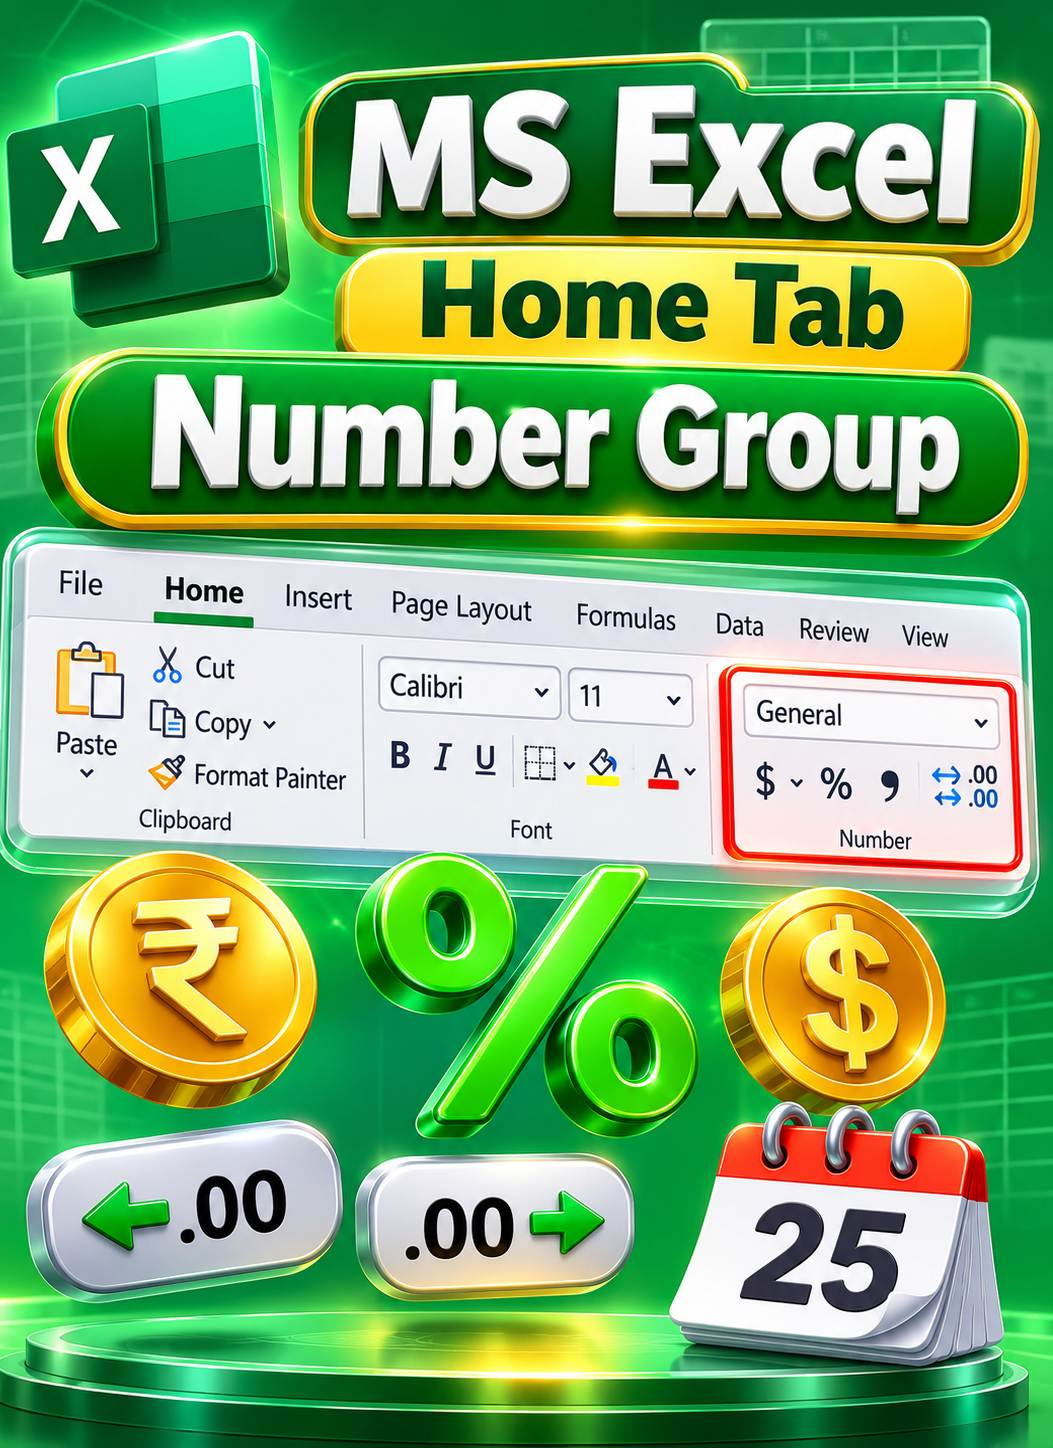 X
MS Excel
Home Tab
Number Group
File Home Insert Page Layout Formulas Data Review View
Paste
Cut
Copy
Format Painter
Clipboard
Calibri 11
B I U A
Font
General
$ % , .00 .00
Number
₹ % $
.00 .00
25